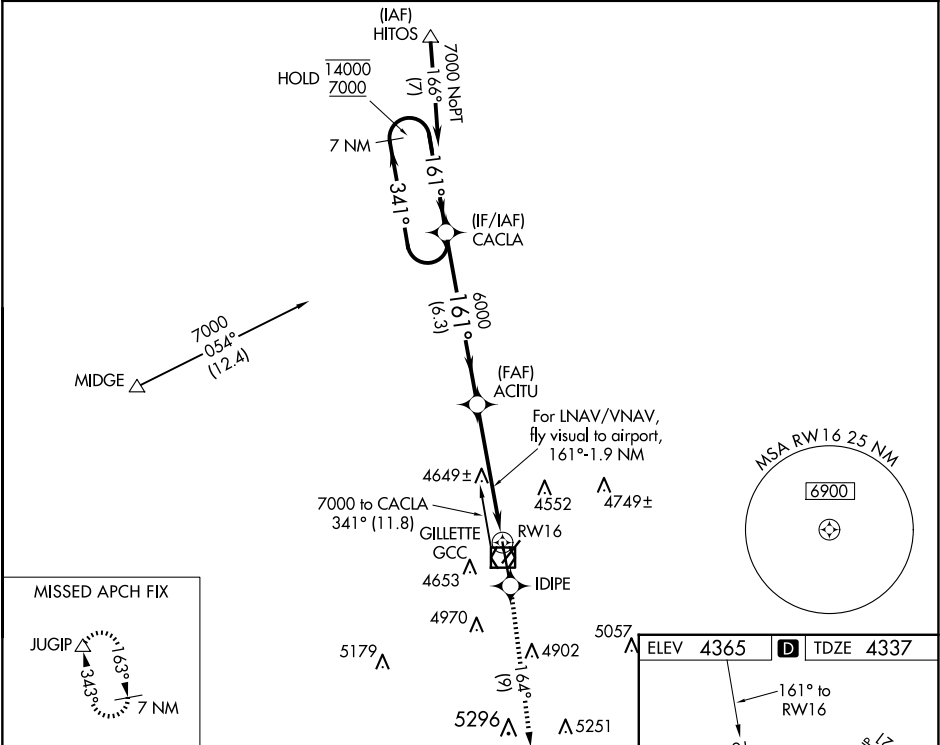 (IAF)
HITOS
7000 NoPT
166°
(7)
HOLD 14000
7000
7 NM
161°
341°
(IF/IAF)
CACLA
6000
161°
(6.3)
7000
054°
(12.4)
MIDGE
(FAF)
ACITU
For LNAV/VNAV,
fly visual to airport,
161°-1.9 NM
MSA RW16 25 NM
6900
4649±
4552
4749±
7000 to CACLA
341° (11.8)
GILLETTE
GCC
RW16
4653
IDIPE
4970
5179
4902
5057
164°
(9)
5296
5251
MISSED APCH FIX
JUGIP
163°
343°
7 NM
ELEV 4365 D TDZE 4337
161° to
RW16